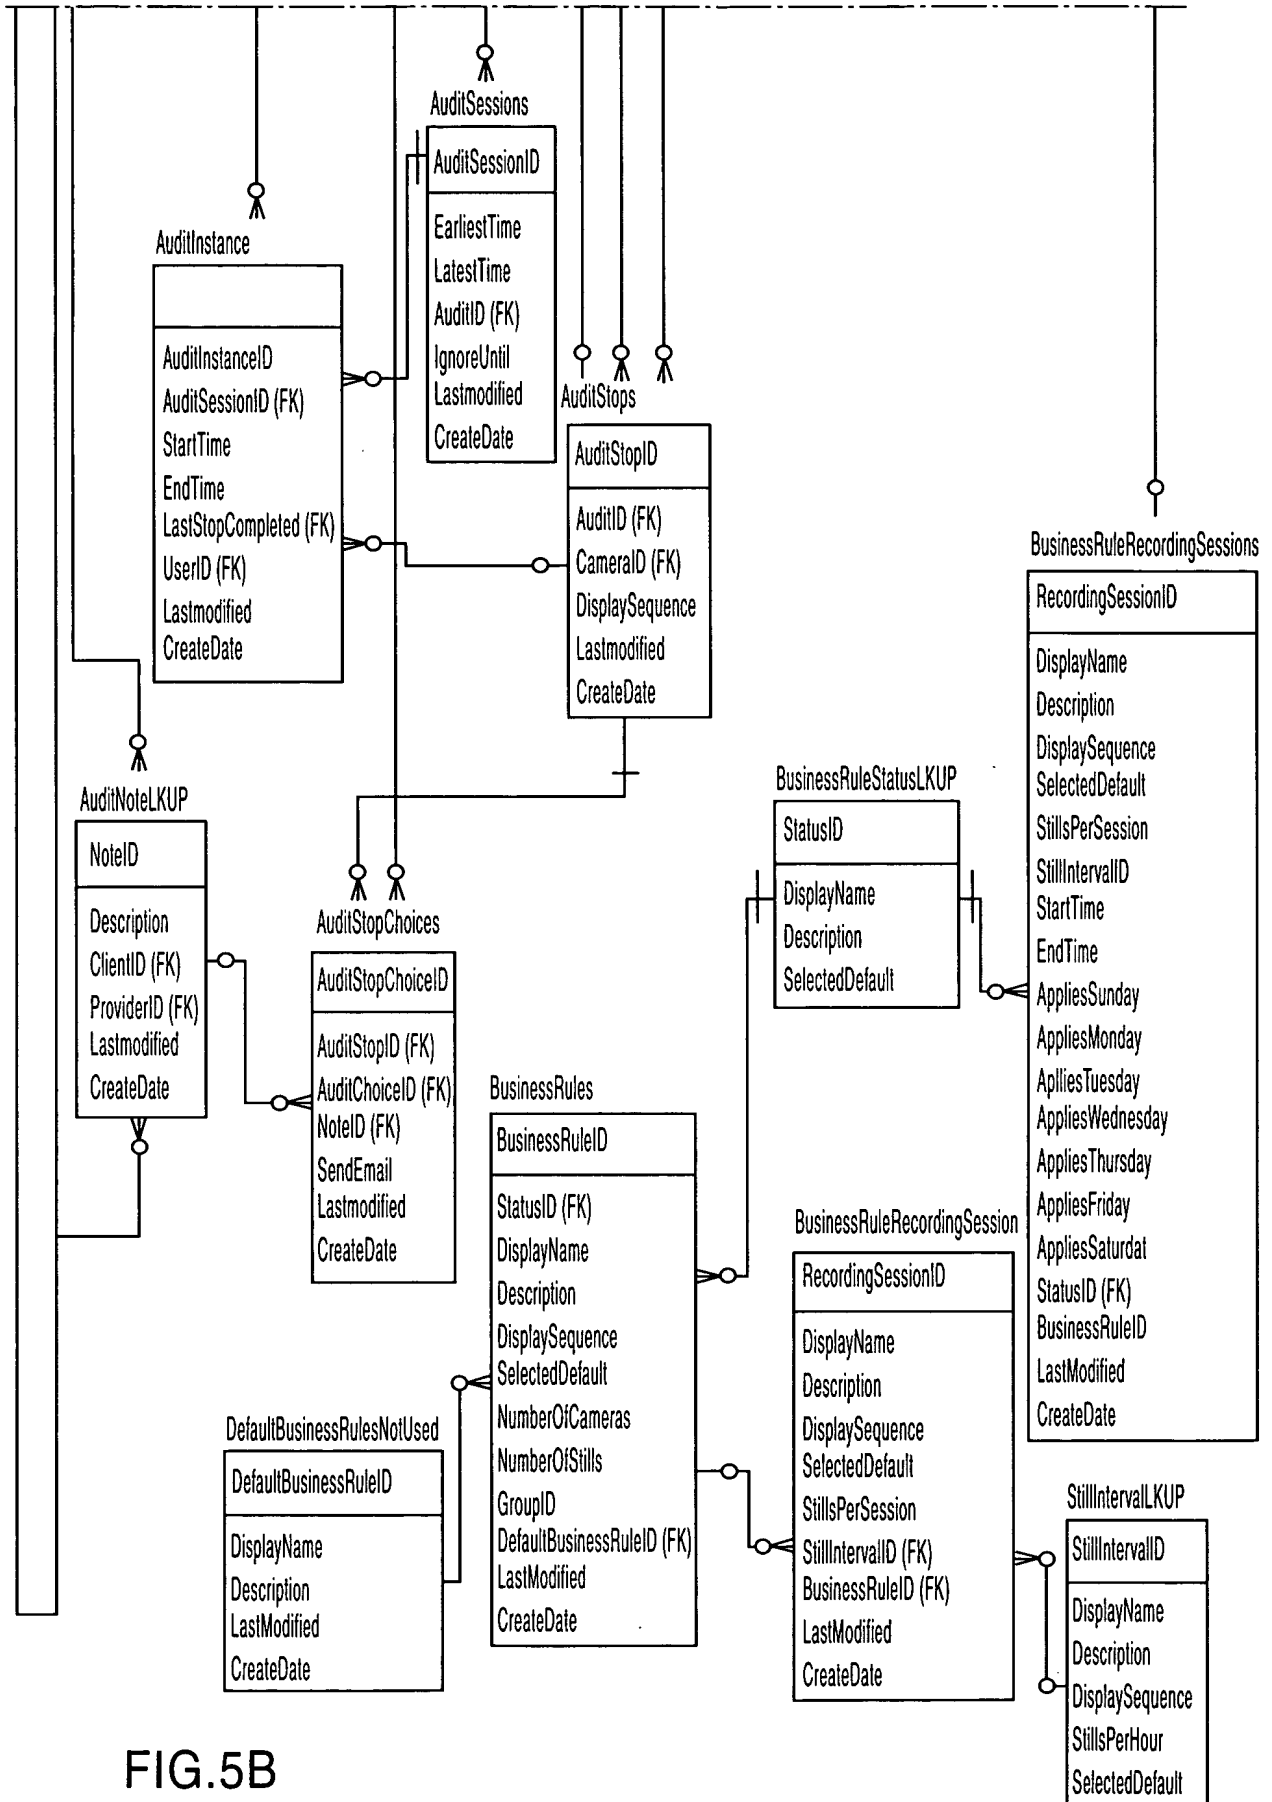 AuditSessions
AuditSessionID
EarliestTime
LatestTime
AuditID (FK)
IgnoreUntil
Lastmodified
CreateDate
AuditInstance
AuditInstanceID
AuditSessionID (FK)
StartTime
EndTime
LastStopCompleted (FK)
UserID (FK)
Lastmodified
CreateDate
AuditStops
AuditStopID
AuditID (FK)
CameraID (FK)
DisplaySequence
Lastmodified
CreateDate
BusinessRuleRecordingSessions
RecordingSessionID
DisplayName
Description
DisplaySequence
SelectedDefault
StillsPerSession
StillIntervalID
StartTime
EndTime
AppliesSunday
AppliesMonday
AplliesTuesday
AppliesWednesday
AppliesThursday
AppliesFriday
AppliesSaturdat
StatusID (FK)
BusinessRuleID
LastModified
CreateDate
AuditNoteLKUP
NoteID
Description
ClientID (FK)
ProviderID (FK)
Lastmodified
CreateDate
BusinessRuleStatusLKUP
StatusID
DisplayName
Description
SelectedDefault
AuditStopChoices
AuditStopChoiceID
AuditStopID (FK)
AuditChoiceID (FK)
NoteID (FK)
SendEmail
Lastmodified
CreateDate
BusinessRules
BusinessRuleID
StatusID (FK)
DisplayName
Description
DisplaySequence
SelectedDefault
NumberOfCameras
NumberOfStills
GroupID
DefaultBusinessRuleID (FK)
LastModified
CreateDate
BusinessRuleRecordingSession
RecordingSessionID
DisplayName
Description
DisplaySequence
SelectedDefault
StillsPerSession
StillIntervalID (FK)
BusinessRuleID (FK)
LastModified
CreateDate
DefaultBusinessRulesNotUsed
DefaultBusinessRuleID
DisplayName
Description
LastModified
CreateDate
StillIntervalLKUP
StillIntervalID
DisplayName
Description
DisplaySequence
StillsPerHour
SelectedDefault
FIG.5B